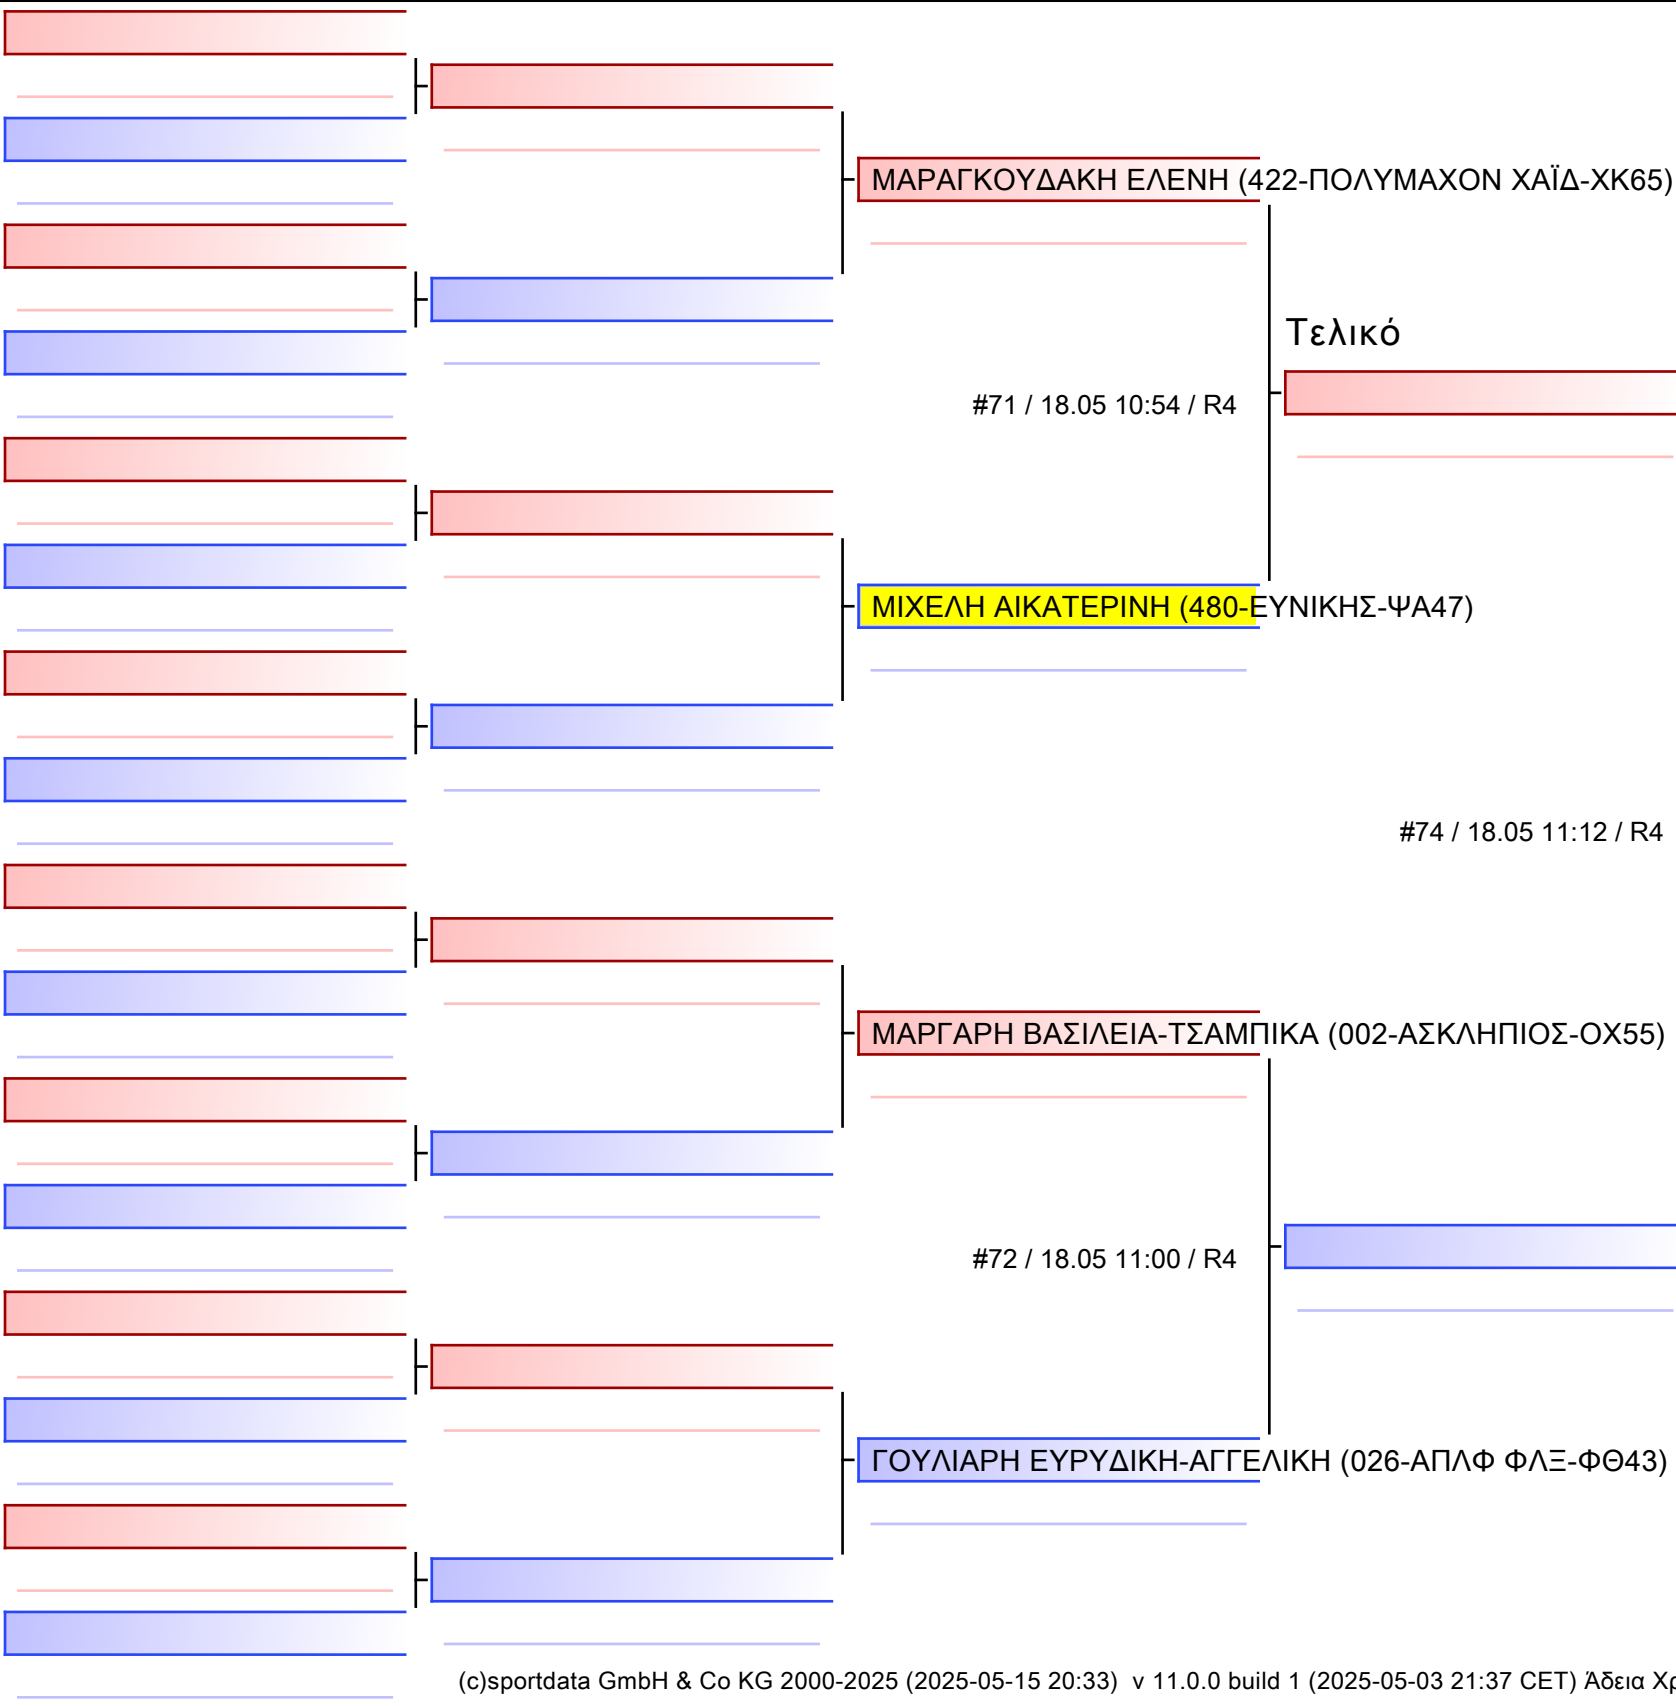 ΜΑΡΑΓΚΟΥΔΑΚΗ ΕΛΕΝΗ (422-ΠΟΛΥΜΑΧΟΝ ΧΑΪΔ-ΧΚ65)
Τελικό
#71 / 18.05 10:54 / R4
ΜΙΧΕΛΗ ΑΙΚΑΤΕΡΙΝΗ (480-ΕΥΝΙΚΗΣ-ΨΑ47)
#74 / 18.05 11:12 / R4
ΜΑΡΓΑΡΗ ΒΑΣΙΛΕΙΑ-ΤΣΑΜΠΙΚΑ (002-ΑΣΚΛΗΠΙΟΣ-ΟΧ55)
#72 / 18.05 11:00 / R4
ΓΟΥΛΙΑΡΗ ΕΥΡΥΔΙΚΗ-ΑΓΓΕΛΙΚΗ (026-ΑΠΛΦ ΦΛΞ-ΦΘ43)
(c)sportdata GmbH & Co KG 2000-2025 (2025-05-15 20:33) v 11.0.0 build 1 (2025-05-03 21:37 CET) Άδεια